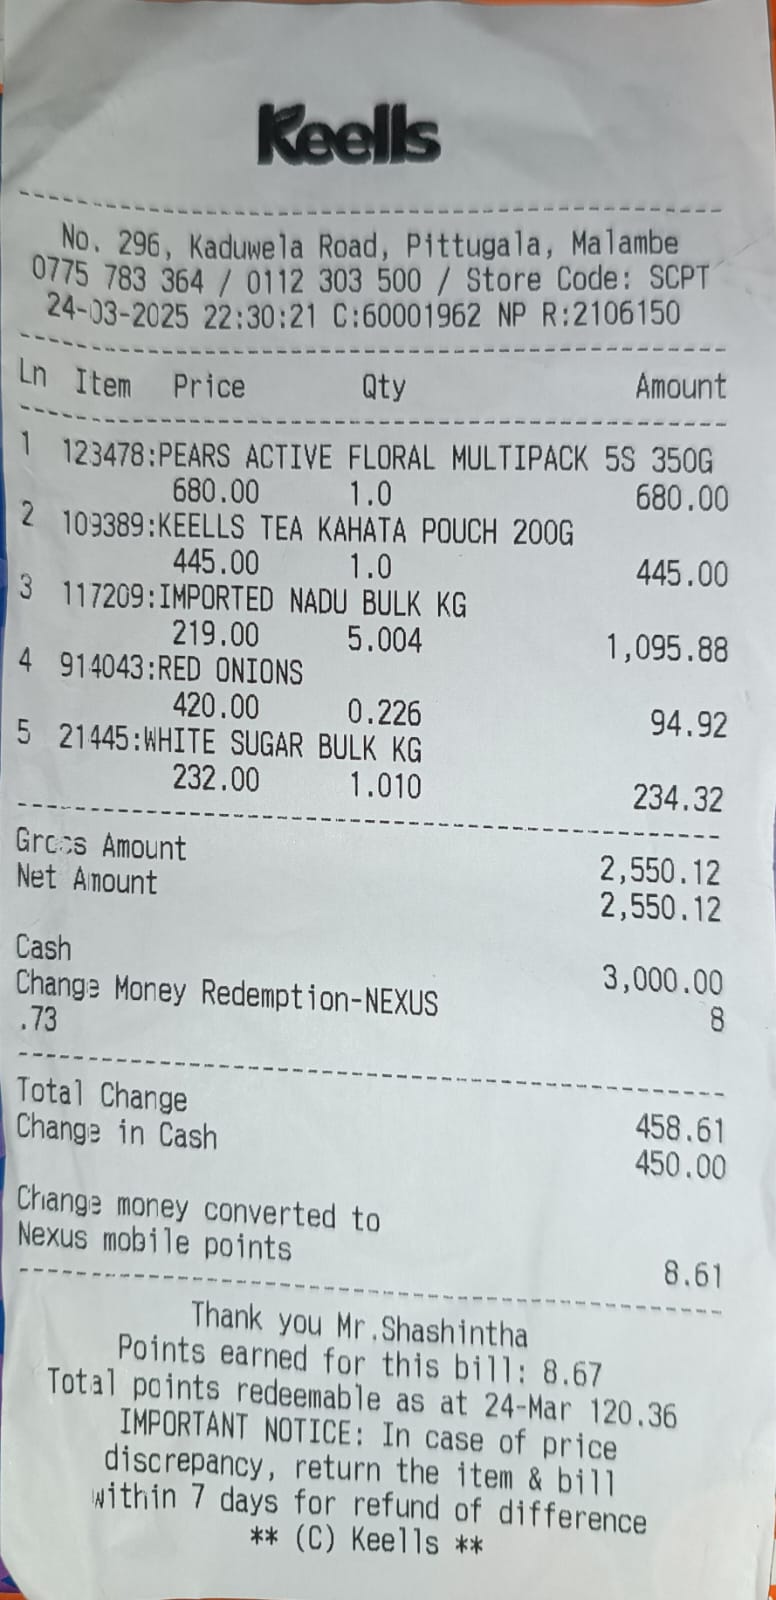 Keells
No. 296, Kaduwela Road, Pittugala, Malambe
0775 783 364 / 0112 303 500 / Store Code: SCPT
24-03-2025 22:30:21 C:60001962 NP R:2106150
Ln Item Price Qty Amount
1 123478:PEARS ACTIVE FLORAL MULTIPACK 5S 350G
680.00 1.0 680.00
2 109389:KEELLS TEA KAHATA POUCH 200G
445.00 1.0 445.00
3 117209:IMPORTED NADU BULK KG
219.00 5.004 1,095.88
4 914043:RED ONIONS
420.00 0.226 94.92
5 21445:WHITE SUGAR BULK KG
232.00 1.010 234.32
Gross Amount 2,550.12
Net Amount 2,550.12
Cash 3,000.00
Change Money Redemption-NEXUS 8
.73
Total Change 458.61
Change in Cash 450.00
Change money converted to
Nexus mobile points 8.61
Thank you Mr.Shashintha
Points earned for this bill: 8.67
Total points redeemable as at 24-Mar 120.36
IMPORTANT NOTICE: In case of price
discrepancy, return the item & bill
within 7 days for refund of difference
** (C) Keells **